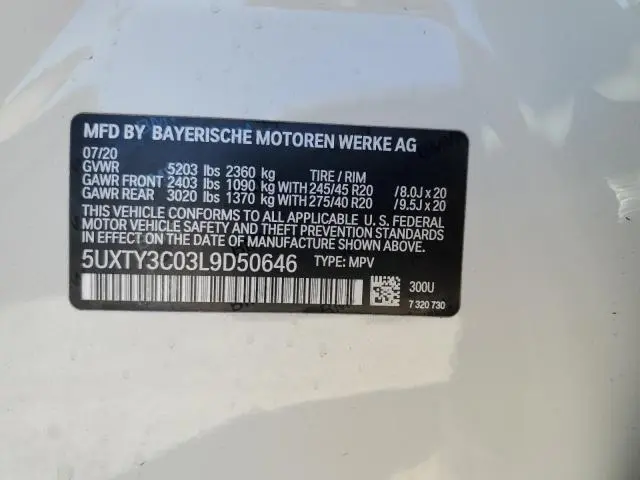 MFD BY BAYERISCHE MOTOREN WERKE AG
07/20
GVWR 5203 lbs 2360 kg TIRE / RIM
GAWR FRONT 2403 lbs 1090 kg WITH 245/45 R20 /8.0J x 20
GAWR REAR 3020 lbs 1370 kg WITH 275/40 R20 /9.5J x 20
THIS VEHICLE CONFORMS TO ALL APPLICABLE U. S. FEDERAL
MOTOR VEHICLE SAFETY AND THEFT PREVENTION STANDARDS
IN EFFECT ON THE DATE OF MANUFACTURE SHOWN ABOVE.
5UXTY3C03L9D50646 TYPE: MPV
300U
7 320 730